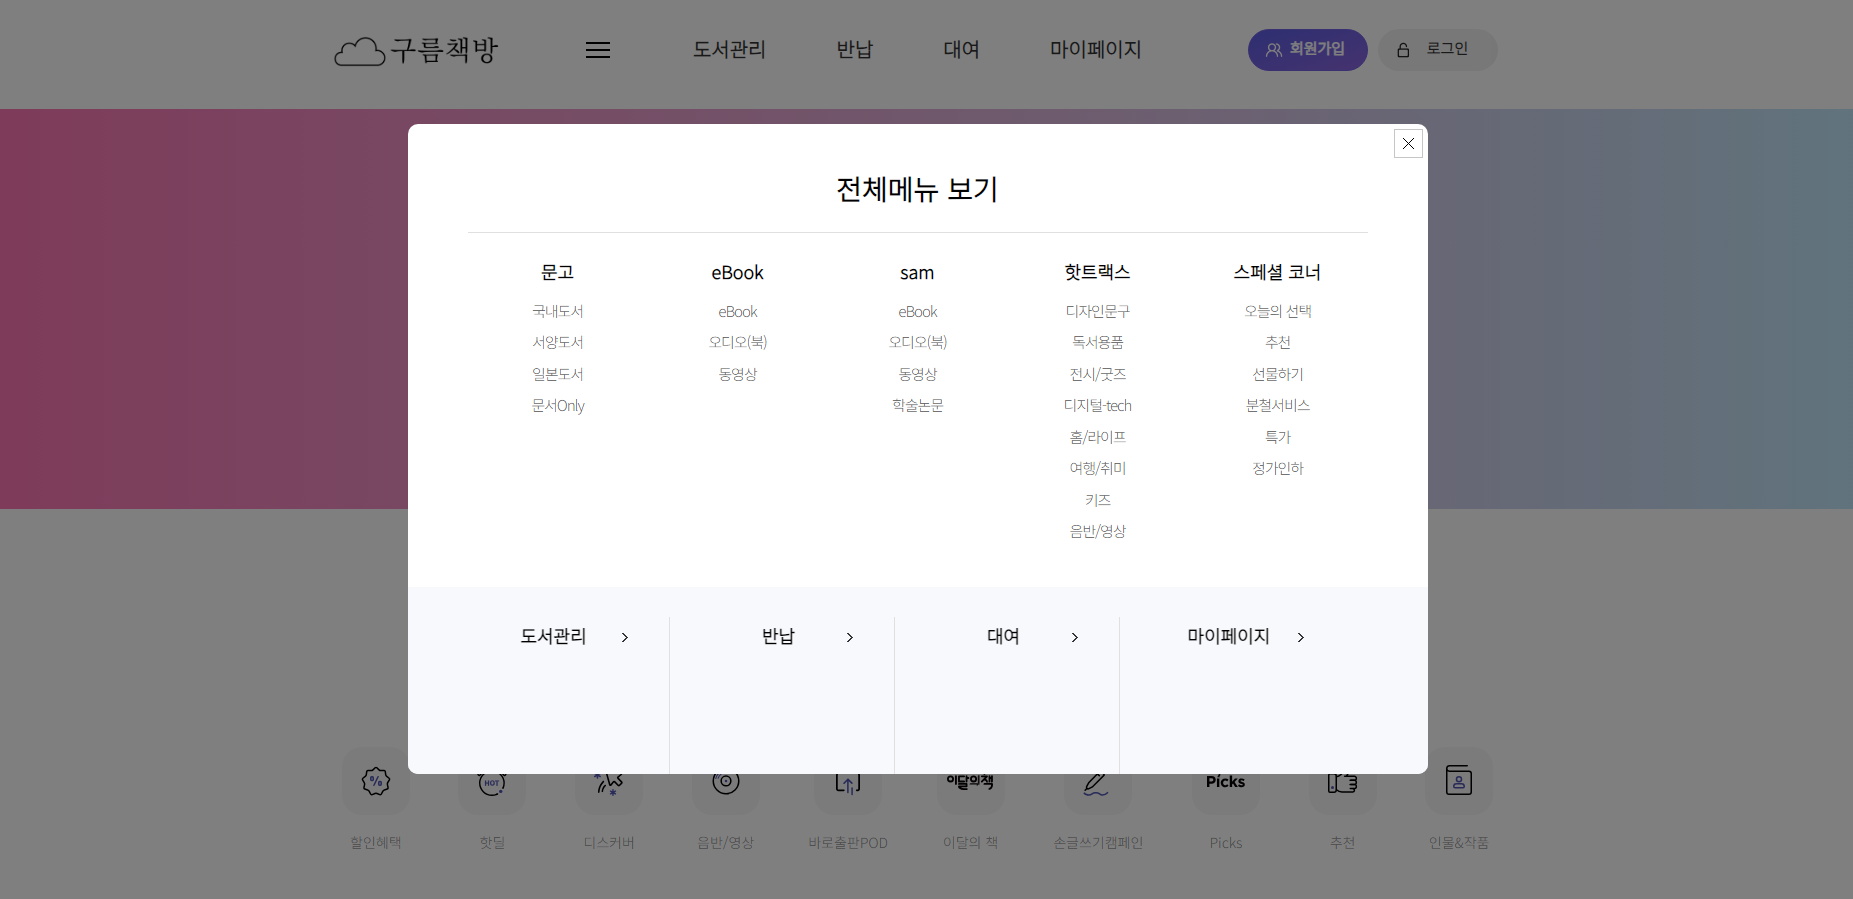 구름책방
도서관리 반납 대여 마이페이지
회원가입 로그인
전체메뉴 보기
문고 eBook sam 핫트랙스 스페셜 코너
국내도서 eBook eBook 디자인문구 오늘의 선택
서양도서 오디오(북) 오디오(북) 독서용품 추천
일본도서 동영상 동영상 전시/굿즈 선물하기
문서Only 학술논문 디지털-tech 분철서비스
홈/라이프 특가
여행/취미 정가인하
키즈
음반/영상
도서관리 반납 대여 마이페이지
% HOT 이달의책 Picks
할인혜택 핫딜 디스커버 음반/영상 바로출판POD 이달의 책 손글쓰기캠페인 Picks 추천 인물&작품